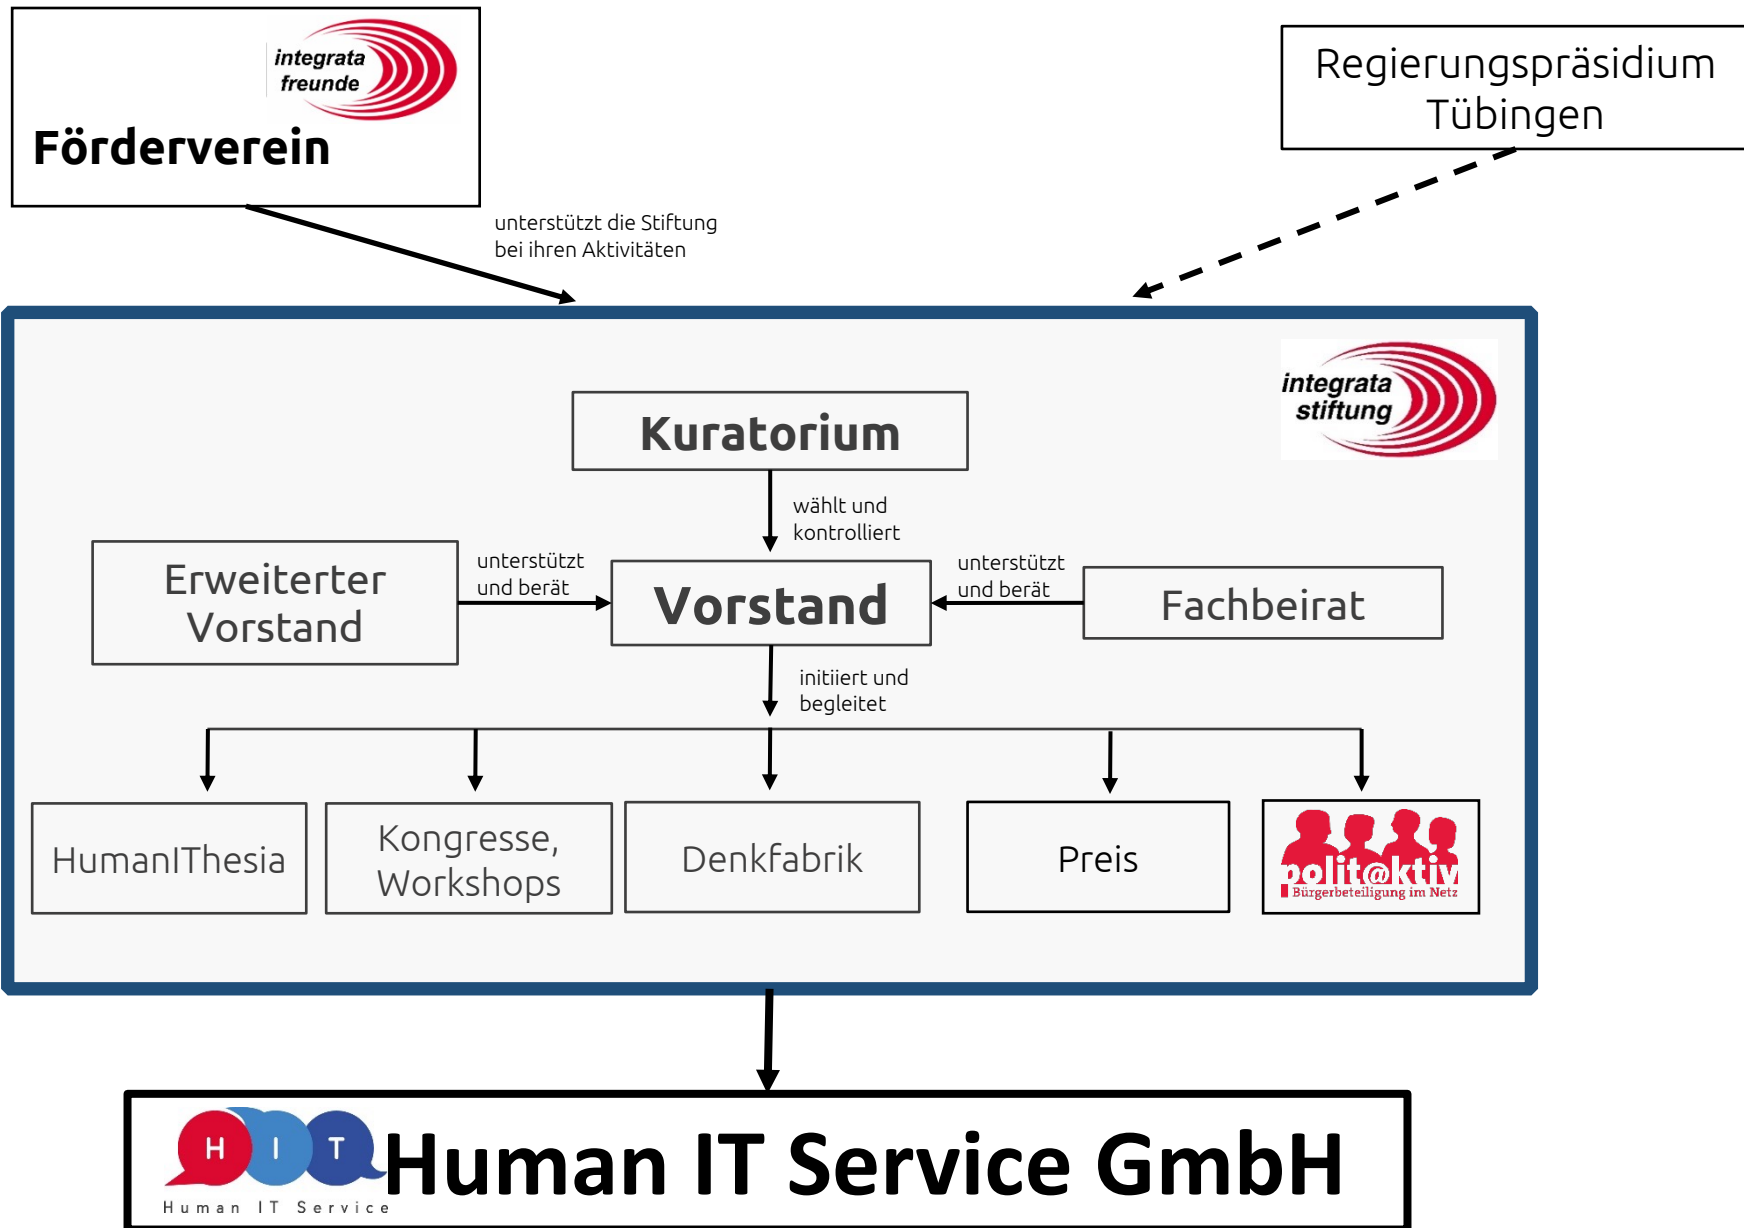 integrata
freunde
Förderverein
Regierungspräsidium
Tübingen
unterstützt die Stiftung
bei ihren Aktivitäten
integrata
stiftung
Kuratorium
wählt und
kontrolliert
Erweiterter
Vorstand
unterstützt
und berät
Vorstand
unterstützt
und berät
Fachbeirat
initiiert und
begleitet
HumanIThesia
Kongresse,
Workshops
Denkfabrik
Preis
polit@ktiv
Bürgerbeteiligung im Netz
H I T
Human IT Service
Human IT Service GmbH